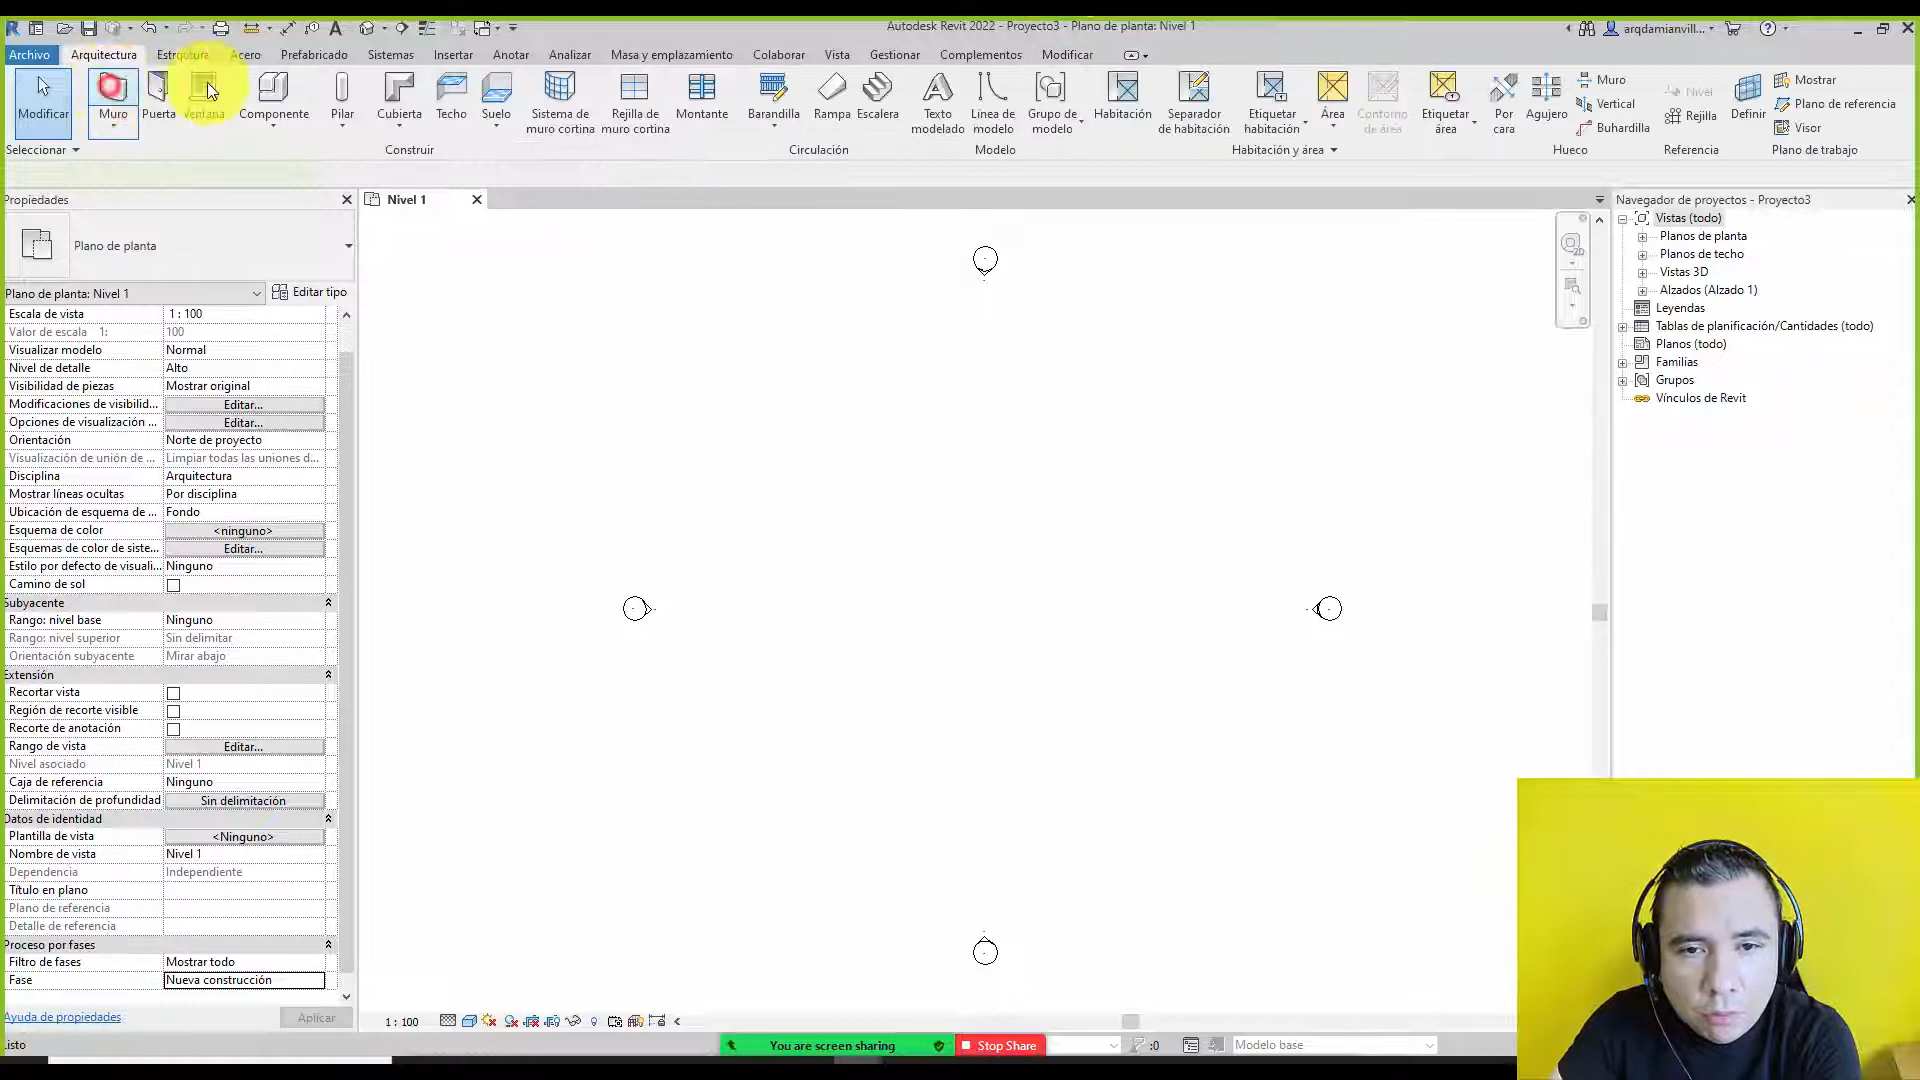 Autodesk Revit 2022 - Proyecto3 - Plano de planta: Nivel 1
arqdamianvill...
Archivo Arquitectura Estructura Acero Prefabricado Sistemas Insertar Anotar Analizar Masa y emplazamiento Colaborar Vista Gestionar Complementos Modificar
Modificar Muro Puerta Ventana Componente Pilar Cubierta Techo Suelo Sistema de muro cortina Rejilla de muro cortina Montante Barandilla Rampa Escalera Texto modelado Línea de modelo Grupo de modelo Habitación Separador de habitación Etiquetar habitación Área Contorno de área Etiquetar área Por cara Agujero Muro Vertical Buhardilla Nivel Rejilla Definir Mostrar Plano de referencia Visor
Seleccionar Construir Circulación Modelo Habitación y área Hueco Referencia Plano de trabajo
Propiedades
Nivel 1
Navegador de proyectos - Proyecto3
Plano de planta
Plano de planta: Nivel 1 Editar tipo
Escala de vista 1 : 100
Valor de escala 1: 100
Visualizar modelo Normal
Nivel de detalle Alto
Visibilidad de piezas Mostrar original
Modificaciones de visibilid... Editar...
Opciones de visualización ... Editar...
Orientación Norte de proyecto
Visualización de unión de ... Limpiar todas las uniones d...
Disciplina Arquitectura
Mostrar líneas ocultas Por disciplina
Ubicación de esquema de ... Fondo
Esquema de color <ninguno>
Esquemas de color de siste... Editar...
Estilo por defecto de visuali... Ninguno
Camino de sol
Subyacente
Rango: nivel base Ninguno
Rango: nivel superior Sin delimitar
Orientación subyacente Mirar abajo
Extensión
Recortar vista
Región de recorte visible
Recorte de anotación
Rango de vista Editar...
Nivel asociado Nivel 1
Caja de referencia Ninguno
Delimitación de profundidad Sin delimitación
Datos de identidad
Plantilla de vista <Ninguno>
Nombre de vista Nivel 1
Dependencia Independiente
Título en plano
Plano de referencia
Detalle de referencia
Proceso por fases
Filtro de fases Mostrar todo
Fase Nueva construcción
Ayuda de propiedades Aplicar
2D
Vistas (todo)
Planos de planta
Planos de techo
Vistas 3D
Alzados (Alzado 1)
Leyendas
Tablas de planificación/Cantidades (todo)
Planos (todo)
Familias
Grupos
Vínculos de Revit
1 : 100
Listo
You are screen sharing Stop Share
:0
Modelo base